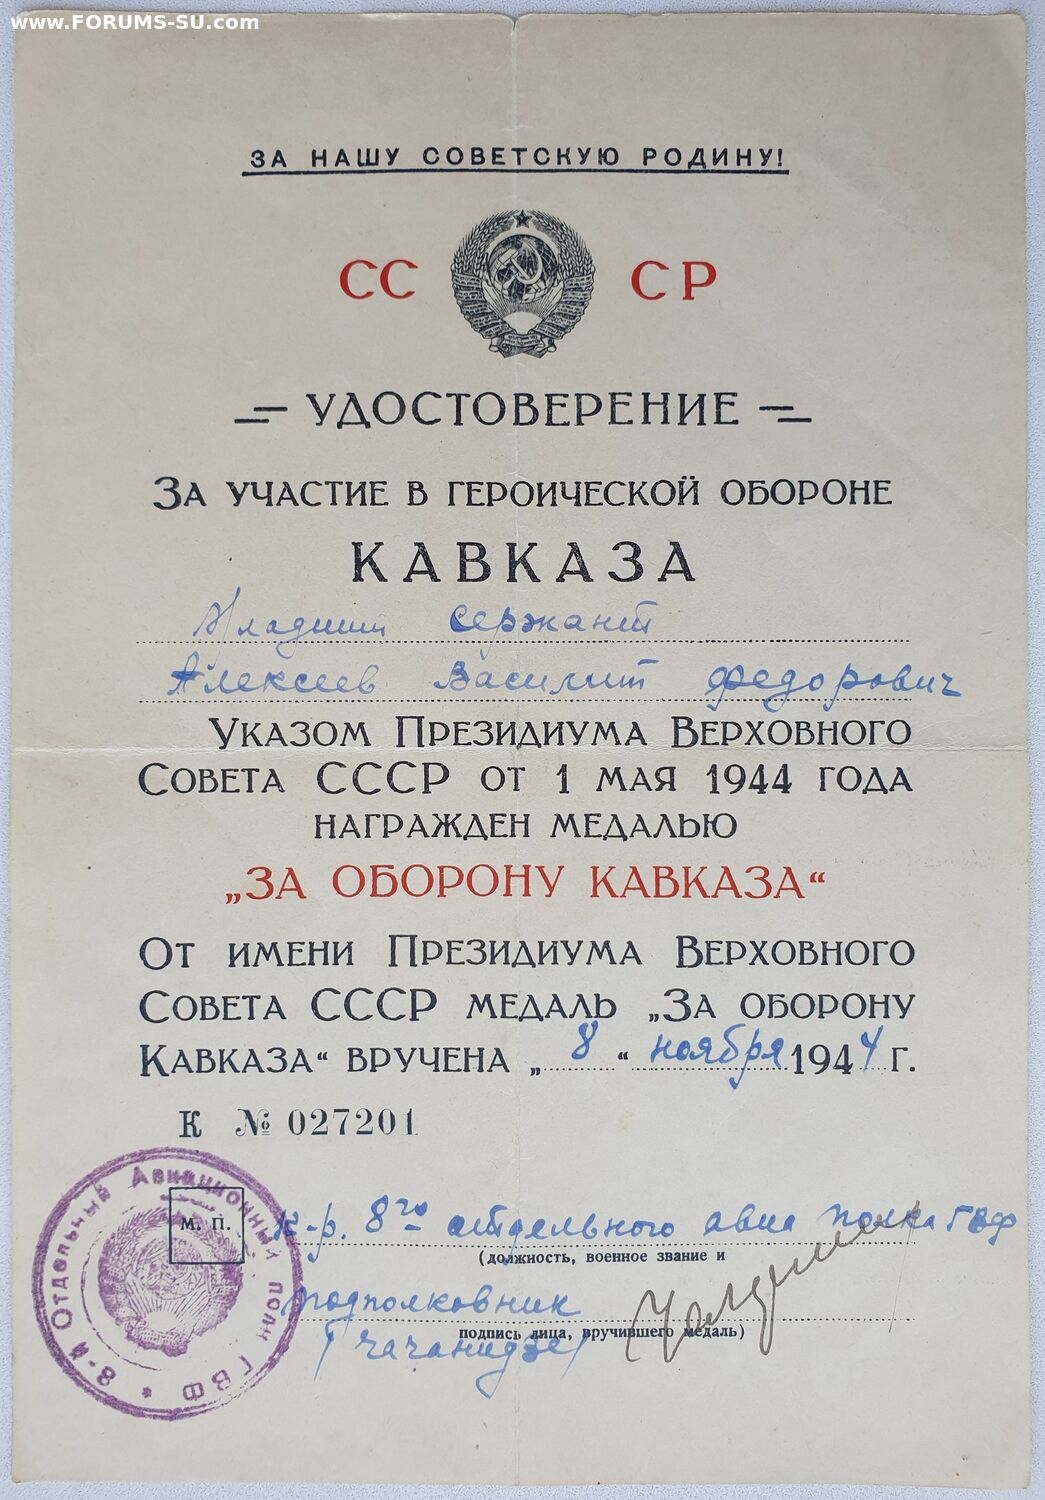 www.FORUMS-SU.com
ЗА НАШУ СОВЕТСКУЮ РОДИНУ!
СС СР
УДОСТОВЕРЕНИЕ
ЗА УЧАСТИЕ В ГЕРОИЧЕСКОЙ ОБОРОНЕ
КАВКАЗА
Младший сержант
Алексеев Василий Федорович
УКАЗОМ ПРЕЗИДИУМА ВЕРХОВНОГО
СОВЕТА СССР ОТ 1 МАЯ 1944 ГОДА
НАГРАЖДЕН МЕДАЛЬЮ
„ЗА ОБОРОНУ КАВКАЗА“
ОТ ИМЕНИ ПРЕЗИДИУМА ВЕРХОВНОГО
СОВЕТА СССР МЕДАЛЬ „ЗА ОБОРОНУ
КАВКАЗА“ ВРУЧЕНА „8“ ноября 1944 Г.
К № 027201
8-й Отдельный Авиационный полк ГВФ
М. П.
К-р. 8го отдельного авиа полка ГВФ
(должность, военное звание и
подполковник
подпись лица, вручившего медаль)
/Чачанидзе/